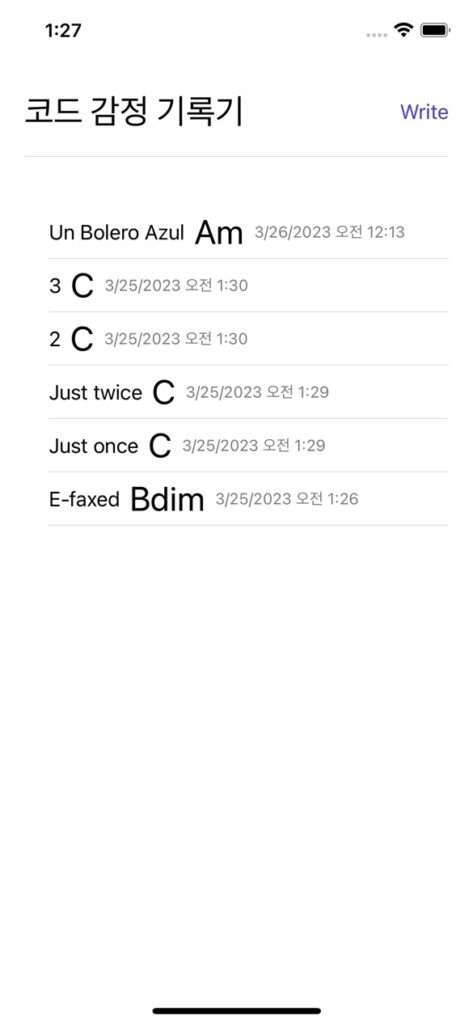 1:27
코드 감정 기록기 Write
Un Bolero Azul Am 3/26/2023 오전 12:13
3 C 3/25/2023 오전 1:30
2 C 3/25/2023 오전 1:30
Just twice C 3/25/2023 오전 1:29
Just once C 3/25/2023 오전 1:29
E-faxed Bdim 3/25/2023 오전 1:26